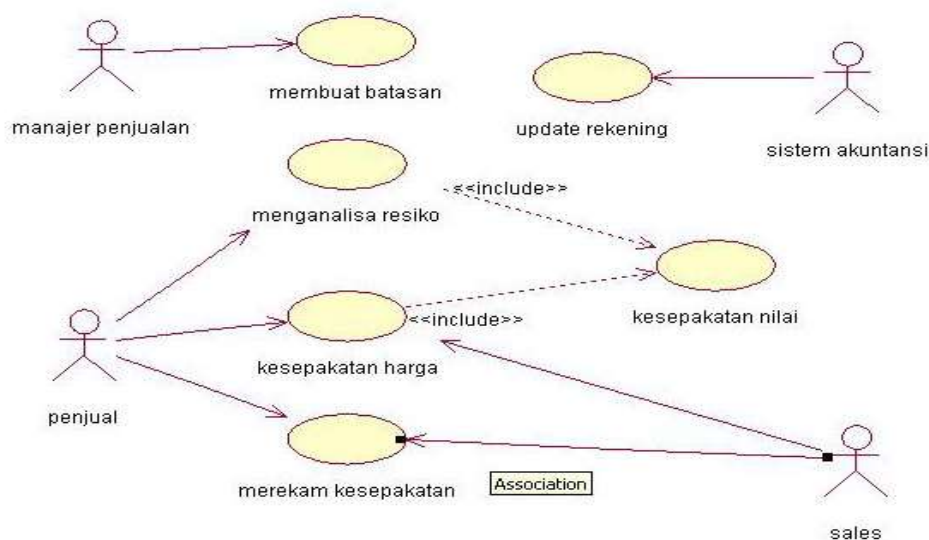 membuat batasan
manajer penjualan
update rekening
sistem akuntansi
<<include>>
menganalisa resiko
kesepakatan nilai
<<include>>
kesepakatan harga
penjual
merekam kesepakatan
Association
sales